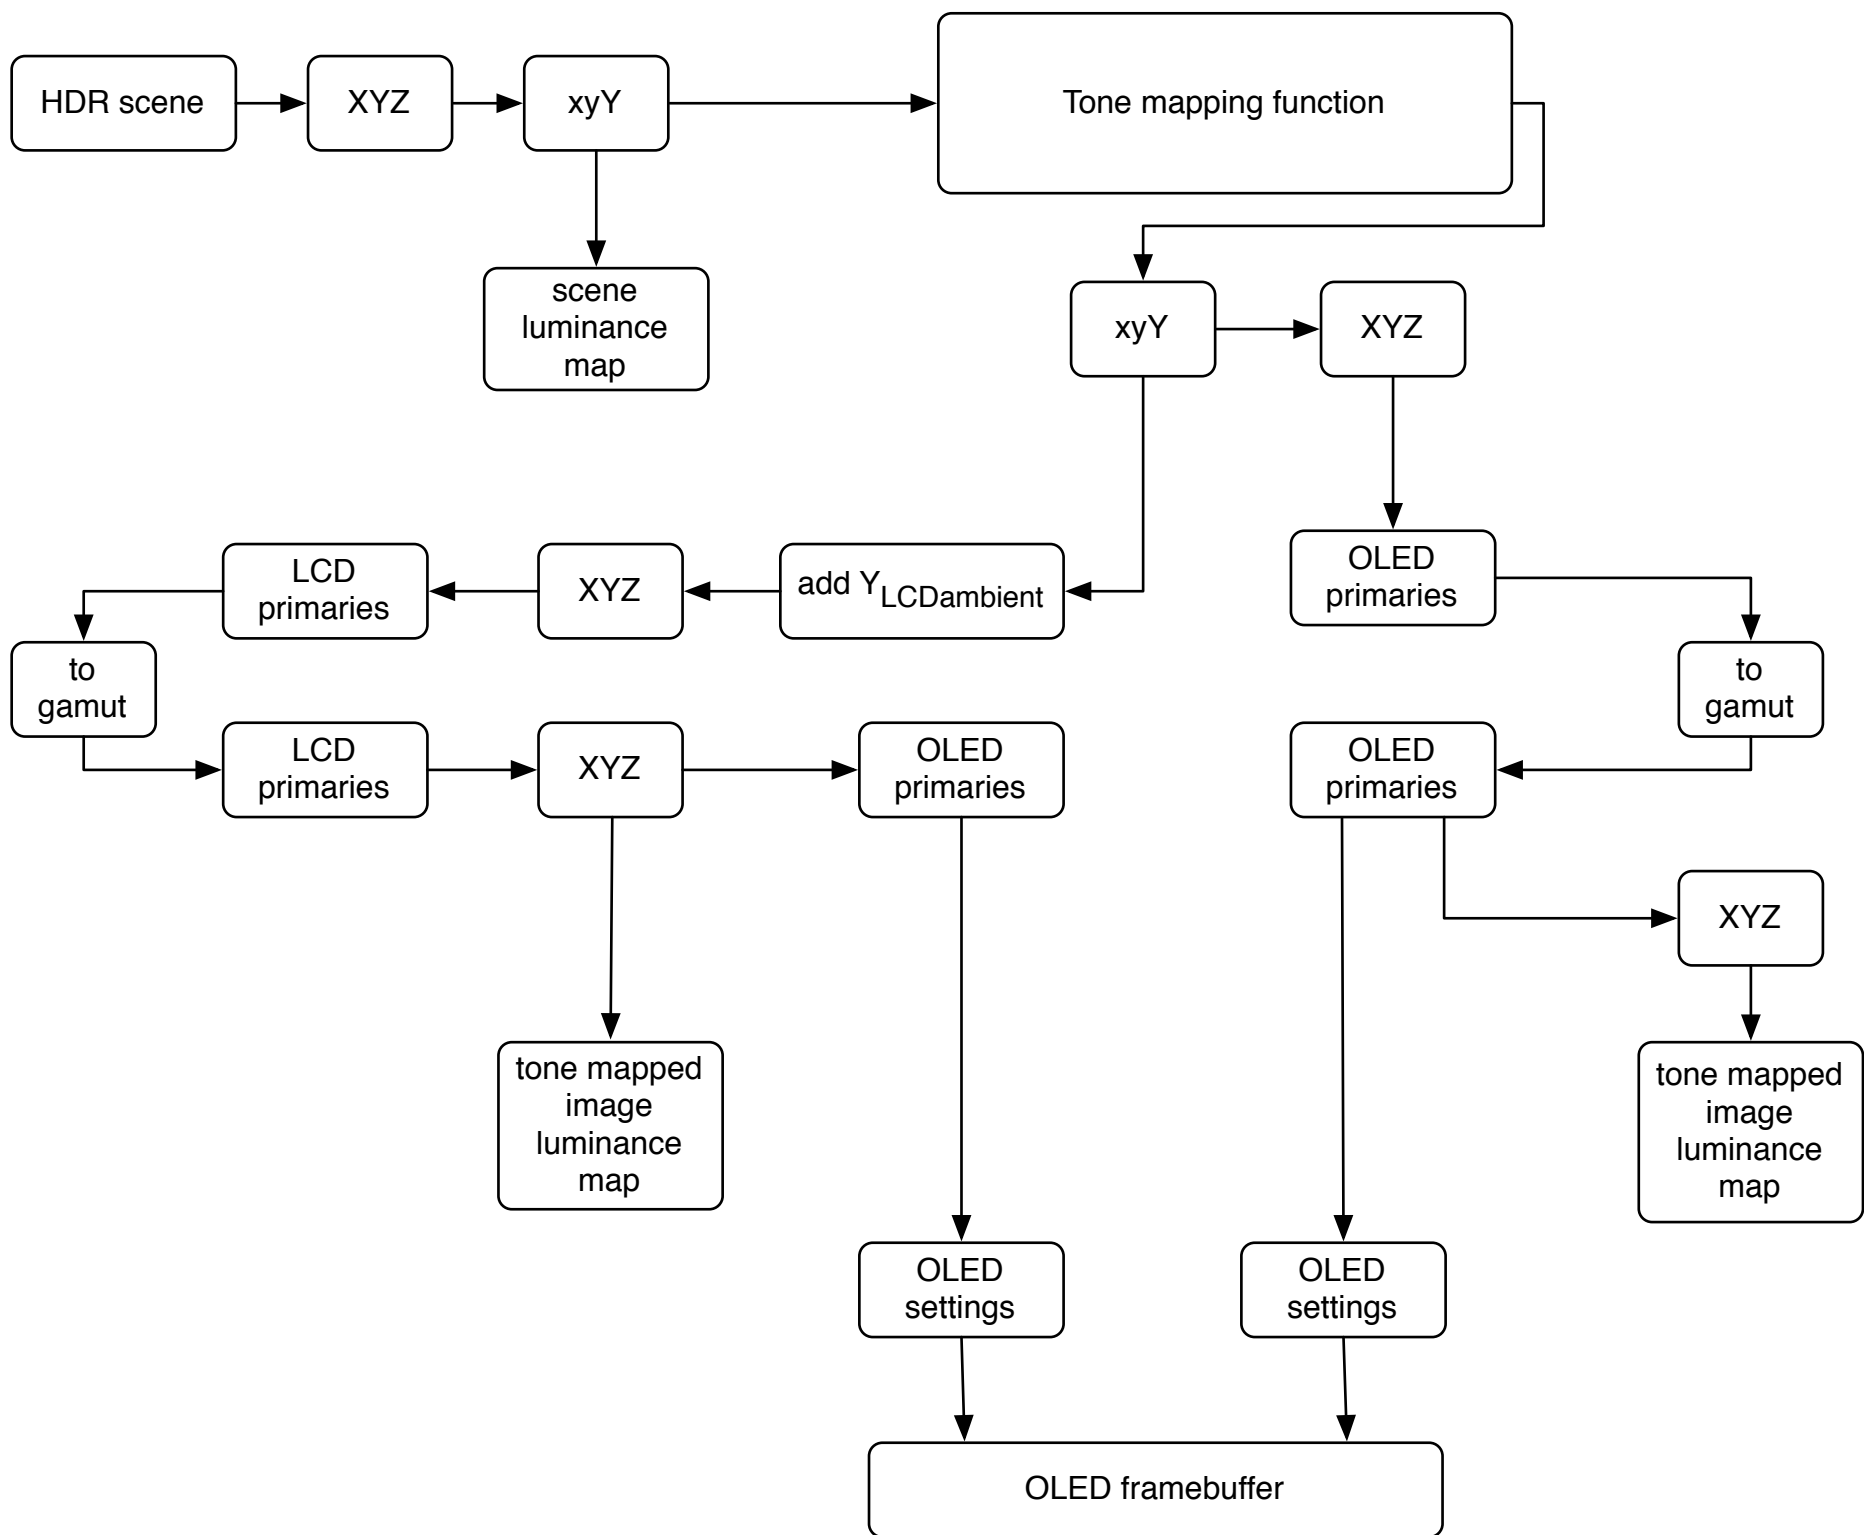 HDR scene
XYZ
xyY
Tone mapping function
scene
luminance
map
xyY
XYZ
LCD
primaries
XYZ
add YLCDambient
OLED
primaries
to
gamut
to
gamut
LCD
primaries
XYZ
OLED
primaries
OLED
primaries
XYZ
tone mapped
image
luminance
map
tone mapped
image
luminance
map
OLED
settings
OLED
settings
OLED framebuffer